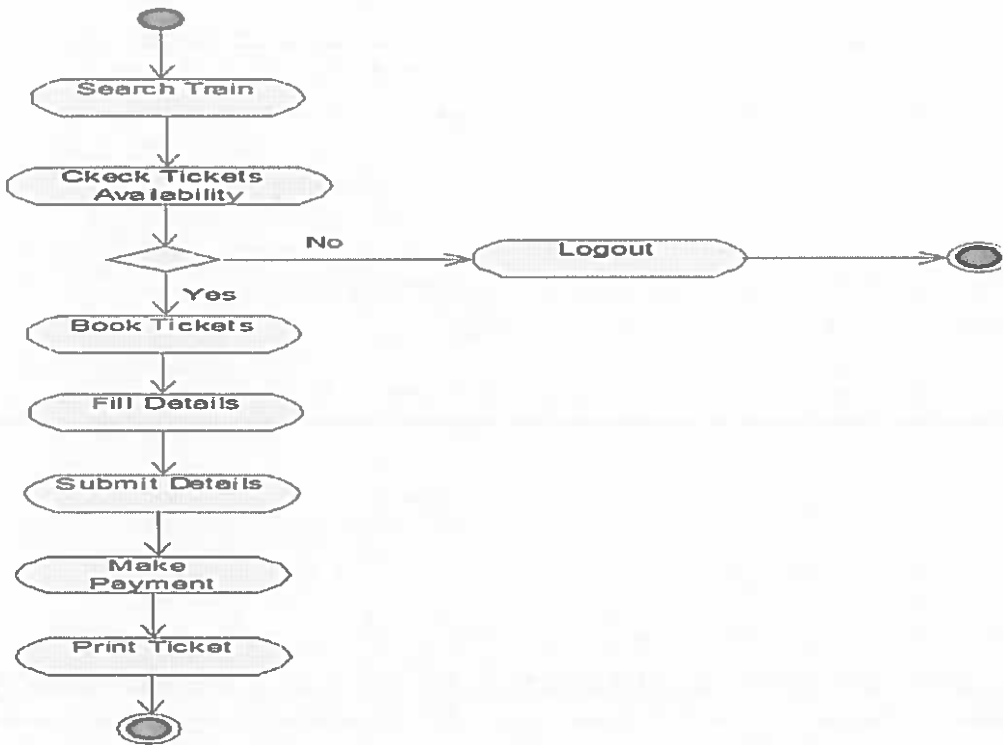 Search Train
Ckeck Tickets
Availability
No
Logout
Yes
Book Tickets
Fill Details
Submit Details
Make
Payment
Print Ticket